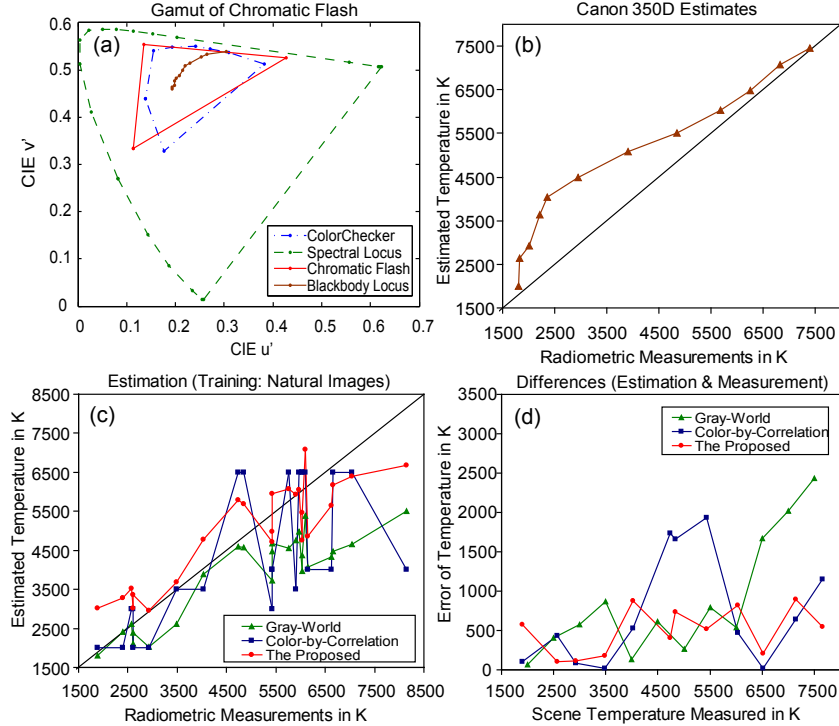 Gamut of Chromatic Flash
(a)
0.6
0.5
0.4
0.3
0.2
0.1
0
CIE v'
ColorChecker
Spectral Locus
Chromatic Flash
Blackbody Locus
0 0.1 0.2 0.3 0.4 0.5 0.6 0.7
CIE u'
Canon 350D Estimates
(b)
7500
6500
5500
4500
3500
2500
1500
Estimated Temperature in K
1500 2500 3500 4500 5500 6500 7500
Radiometric Measurements in K
Estimation (Training: Natural Images)
(c)
8500
7500
6500
5500
4500
3500
2500
1500
Estimated Temperature in K
Gray-World
Color-by-Correlation
The Proposed
1500 2500 3500 4500 5500 6500 7500 8500
Radiometric Measurements in K
Differences (Estimation & Measurement)
(d)
3500
3000
2500
2000
1500
1000
500
0
Error of Temperature in K
Gray-World
Color-by-Correlation
The Proposed
1500 2500 3500 4500 5500 6500 7500
Scene Temperature Measured in K